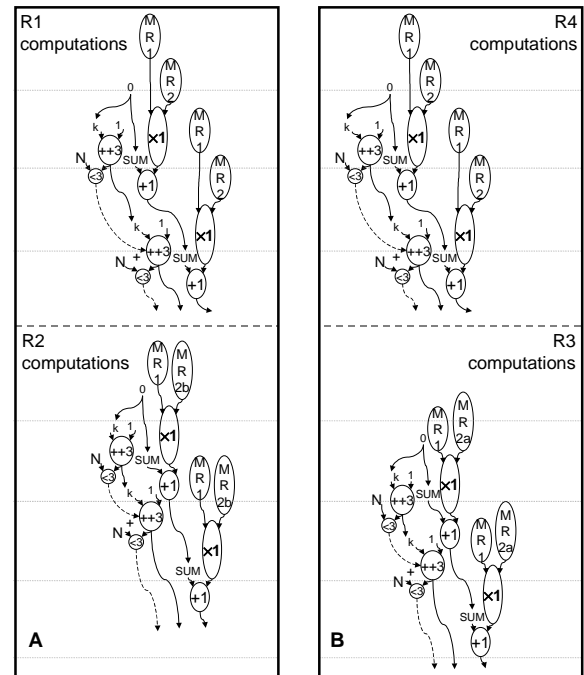 R1
computations
M
R
1
M
R
2
0
k
1
++3
×1
N
<3
SUM
+1
M
R
1
M
R
2
k
1
++3
×1
N
+
<3
SUM
+1
R2
computations
M
R
1
M
R
2b
0
k
1
++3
×1
N
<3
SUM
+1
M
R
1
M
R
2b
k
1
++3
×1
N
+
<3
SUM
+1
A
R4
computations
M
R
1
M
R
2
0
k
1
++3
×1
N
<3
SUM
+1
M
R
1
M
R
2
k
1
++3
×1
N
+
<3
SUM
+1
R3
computations
M
R
1
M
R
2a
0
k
1
++3
×1
N
<3
SUM
+1
M
R
1
M
R
2a
k
1
++3
×1
N
+
<3
SUM
+1
B